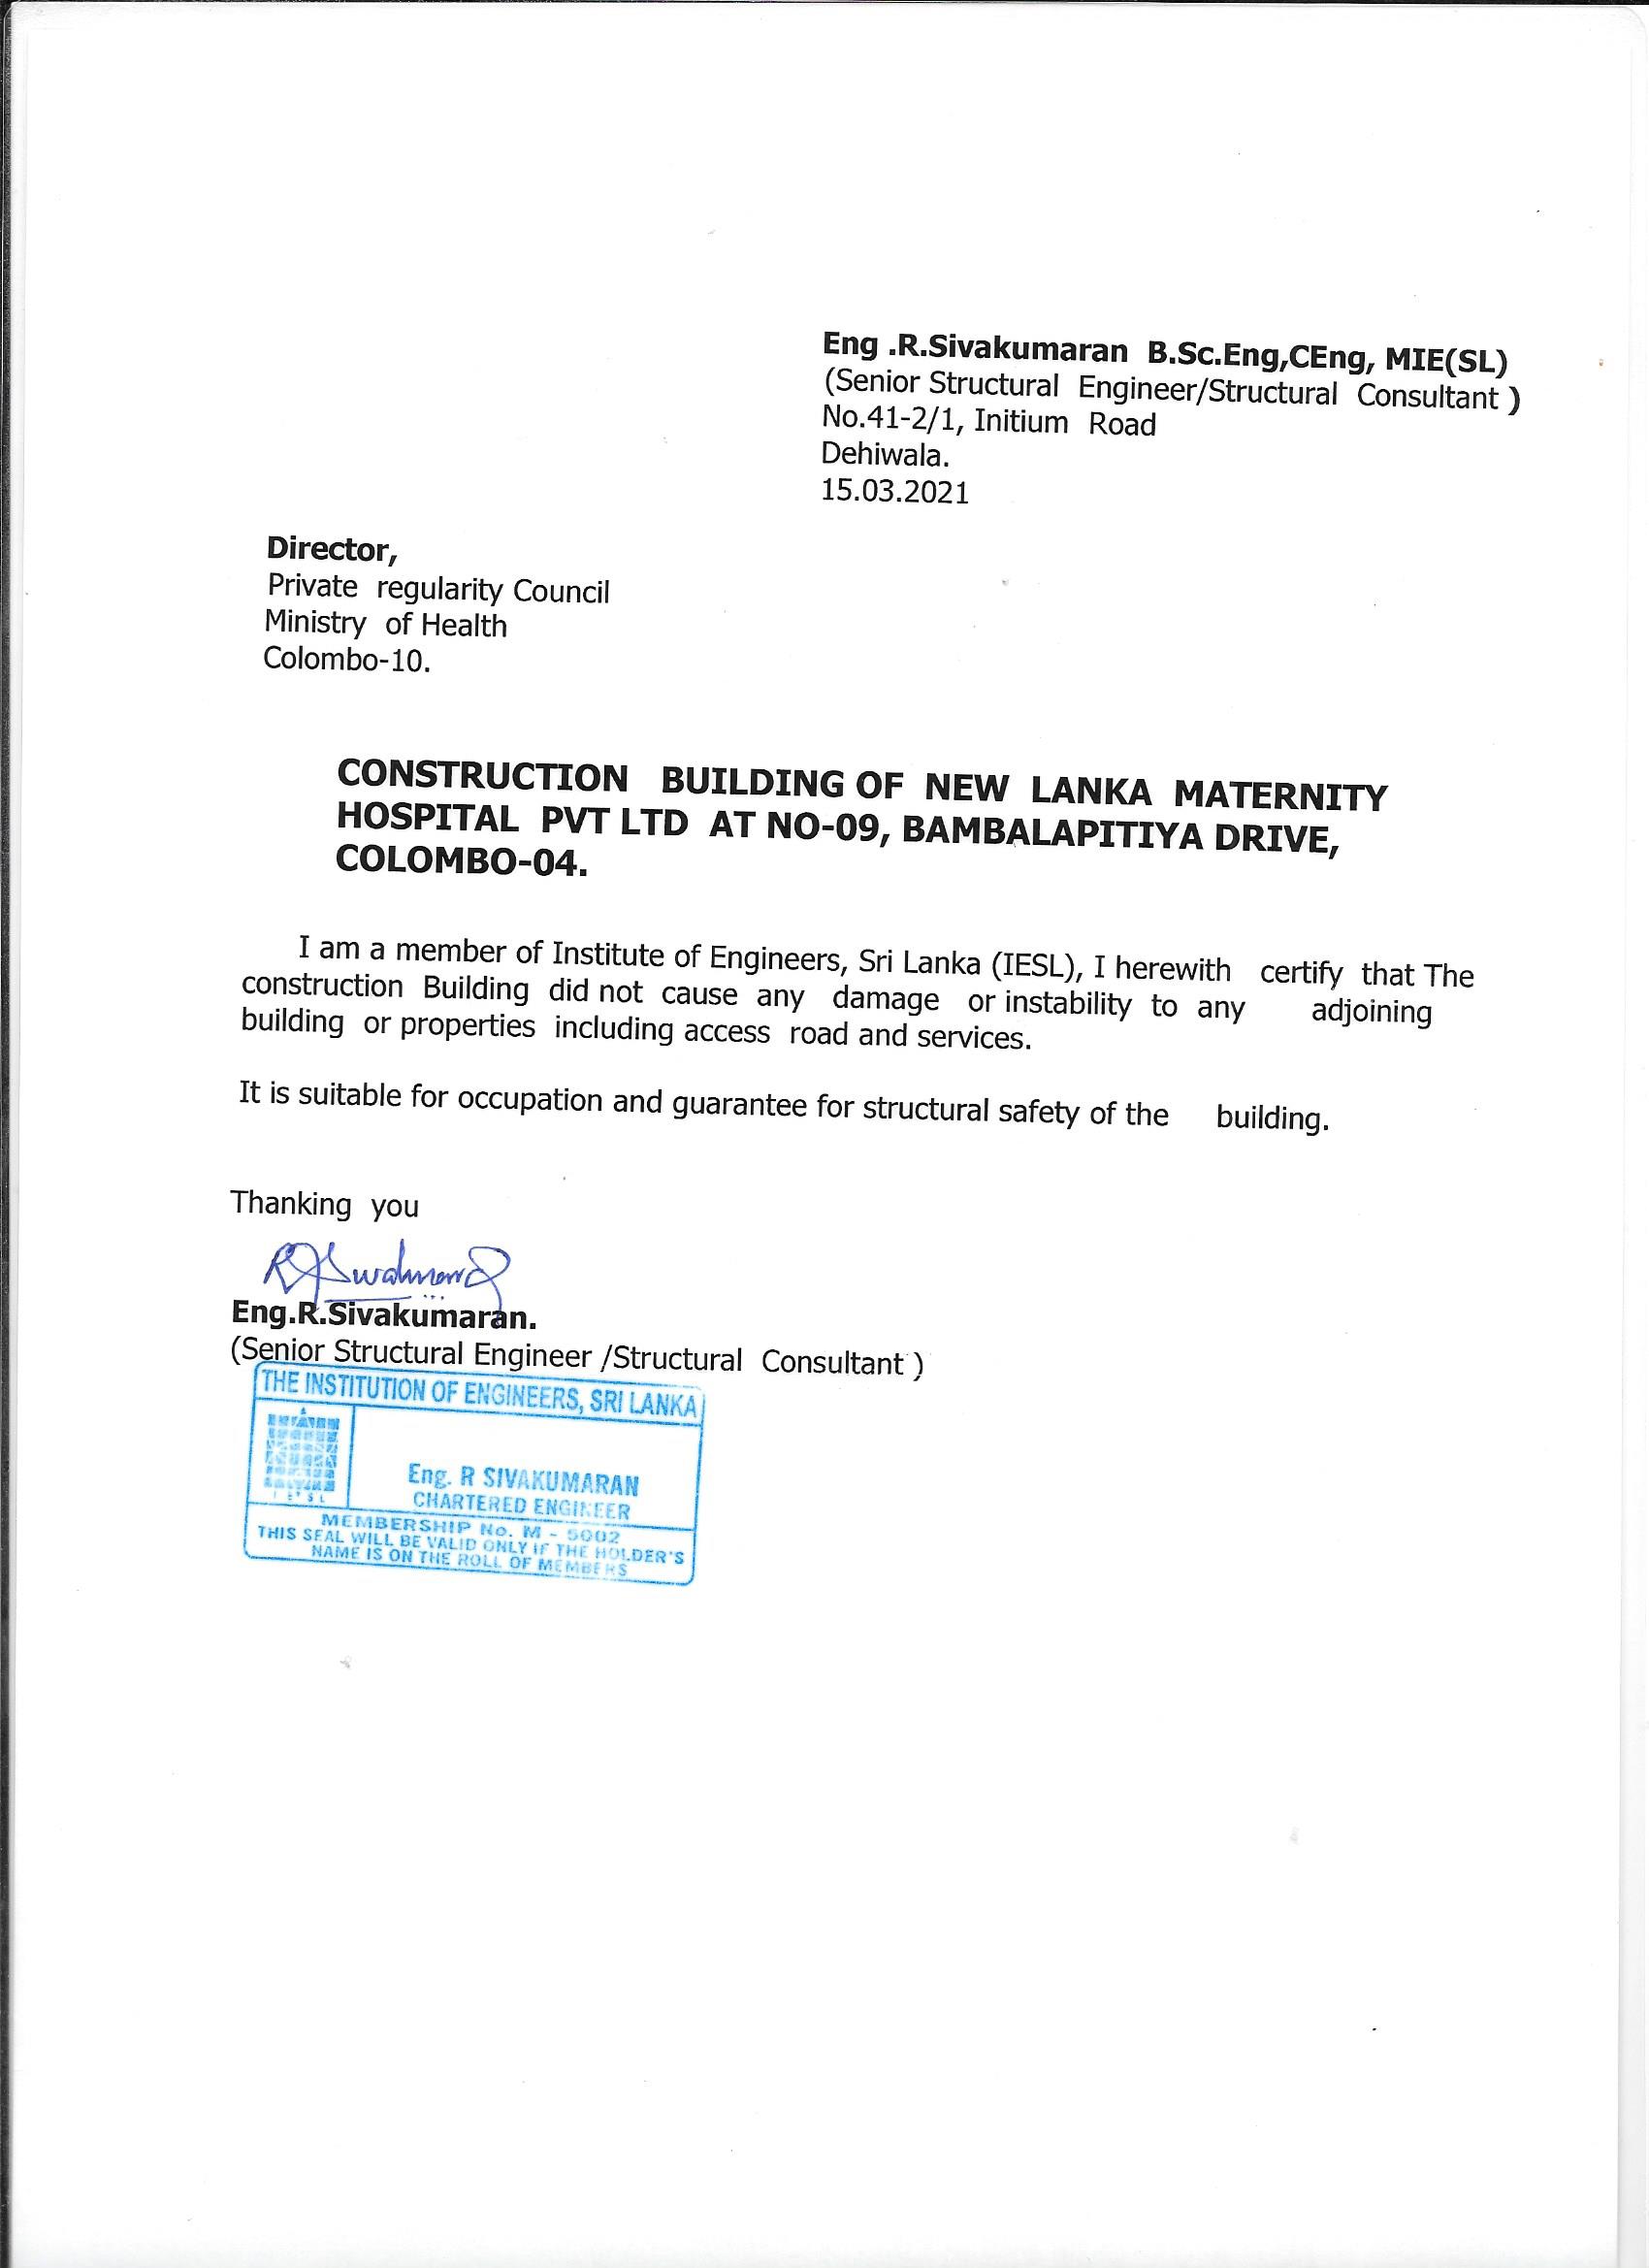 Eng .R.Sivakumaran B.Sc.Eng,CEng, MIE(SL)
(Senior Structural Engineer/Structural Consultant )
No.41-2/1, Initium Road
Dehiwala.
15.03.2021
Director,
Private regularity Council
Ministry of Health
Colombo-10.
CONSTRUCTION BUILDING OF NEW LANKA MATERNITY
HOSPITAL PVT LTD AT NO-09, BAMBALAPITIYA DRIVE,
COLOMBO-04.
I am a member of Institute of Engineers, Sri Lanka (IESL), I herewith certify that The
construction Building did not cause any damage or instability to any adjoining
building or properties including access road and services.
It is suitable for occupation and guarantee for structural safety of the building.
Thanking you
Eng.R.Sivakumaran.
(Senior Structural Engineer /Structural Consultant )
THE INSTITUTION OF ENGINEERS, SRI LANKA
Eng. R SIVAKUMARAN
CHARTERED ENGINEER
MEMBERSHIP No. M - 5002
THIS SEAL WILL BE VALID ONLY IF THE HOLDER'S
NAME IS ON THE ROLL OF MEMBERS